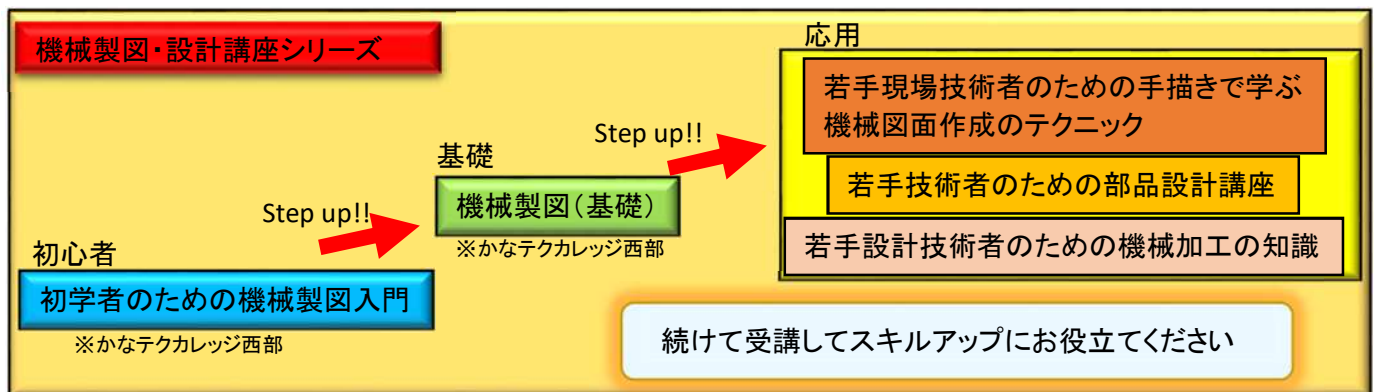 機械製図・設計講座シリーズ
初心者
初学者のための機械製図入門
※かなテクカレッジ西部
Step up!!
基礎
機械製図(基礎)
※かなテクカレッジ西部
Step up!!
応用
若手現場技術者のための手描きで学ぶ
機械図面作成のテクニック
若手技術者のための部品設計講座
若手設計技術者のための機械加工の知識
続けて受講してスキルアップにお役立てください